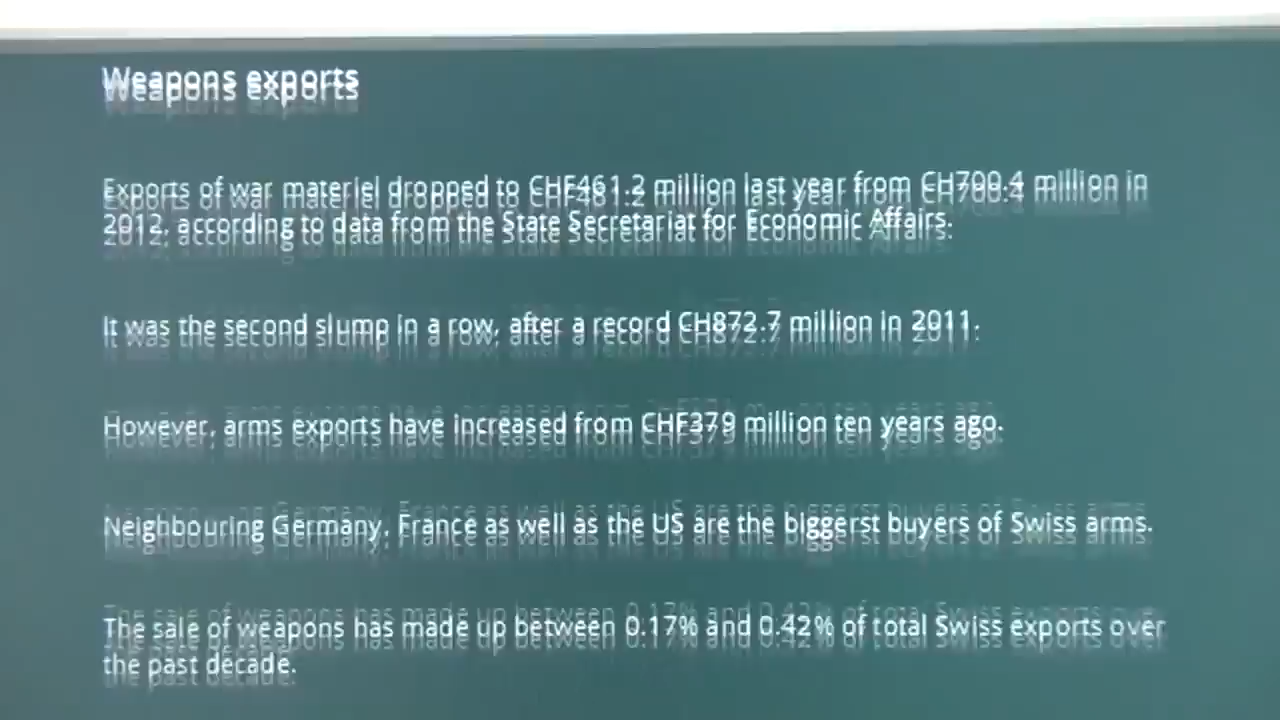 Weapons exports
Exports of war materiel dropped to CHF461.2 million last year from CH700.4 million in
2012, according to data from the State Secretariat for Economic Affairs.
It was the second slump in a row, after a record CH872.7 million in 2011.
However, arms exports have increased from CHF379 million ten years ago.
Neighbouring Germany, France as well as the US are the biggerst buyers of Swiss arms.
The sale of weapons has made up between 0.17% and 0.42% of total Swiss exports over
the past decade.